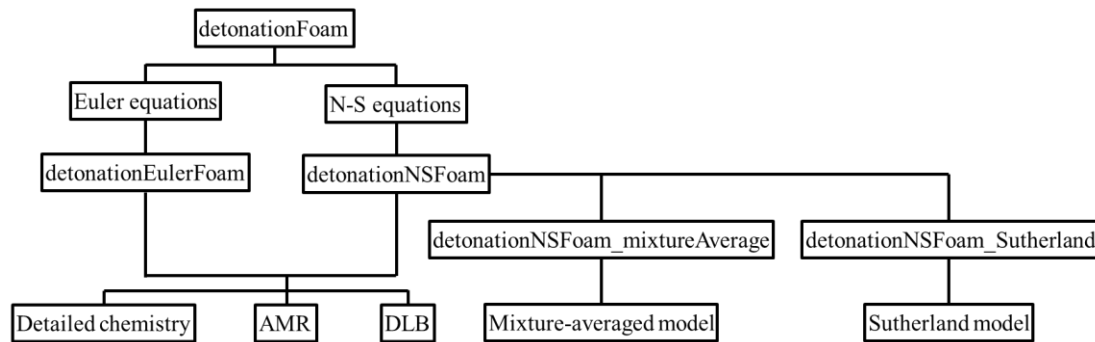 detonationFoam
Euler equations
N-S equations
detonationEulerFoam
detonationNSFoam
detonationNSFoam_mixtureAverage
detonationNSFoam_Sutherland
Detailed chemistry
AMR
DLB
Mixture-averaged model
Sutherland model